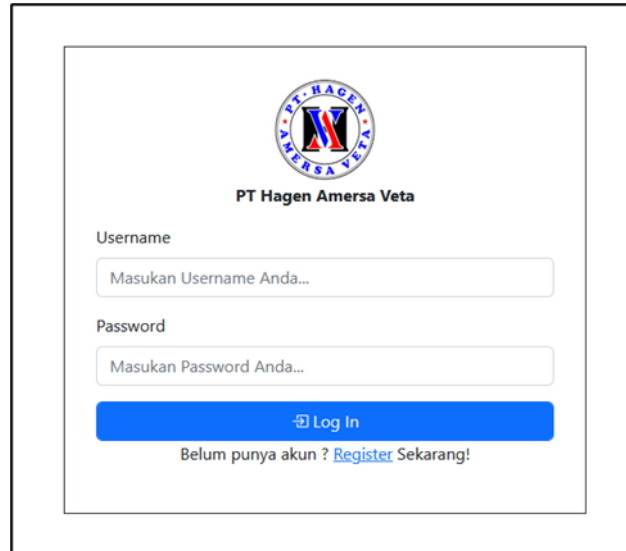 PT. HAGEN
AMERSA VETA
PT Hagen Amersa Veta
Username
Masukan Username Anda...
Password
Masukan Password Anda...
Log In
Belum punya akun ? Register Sekarang!